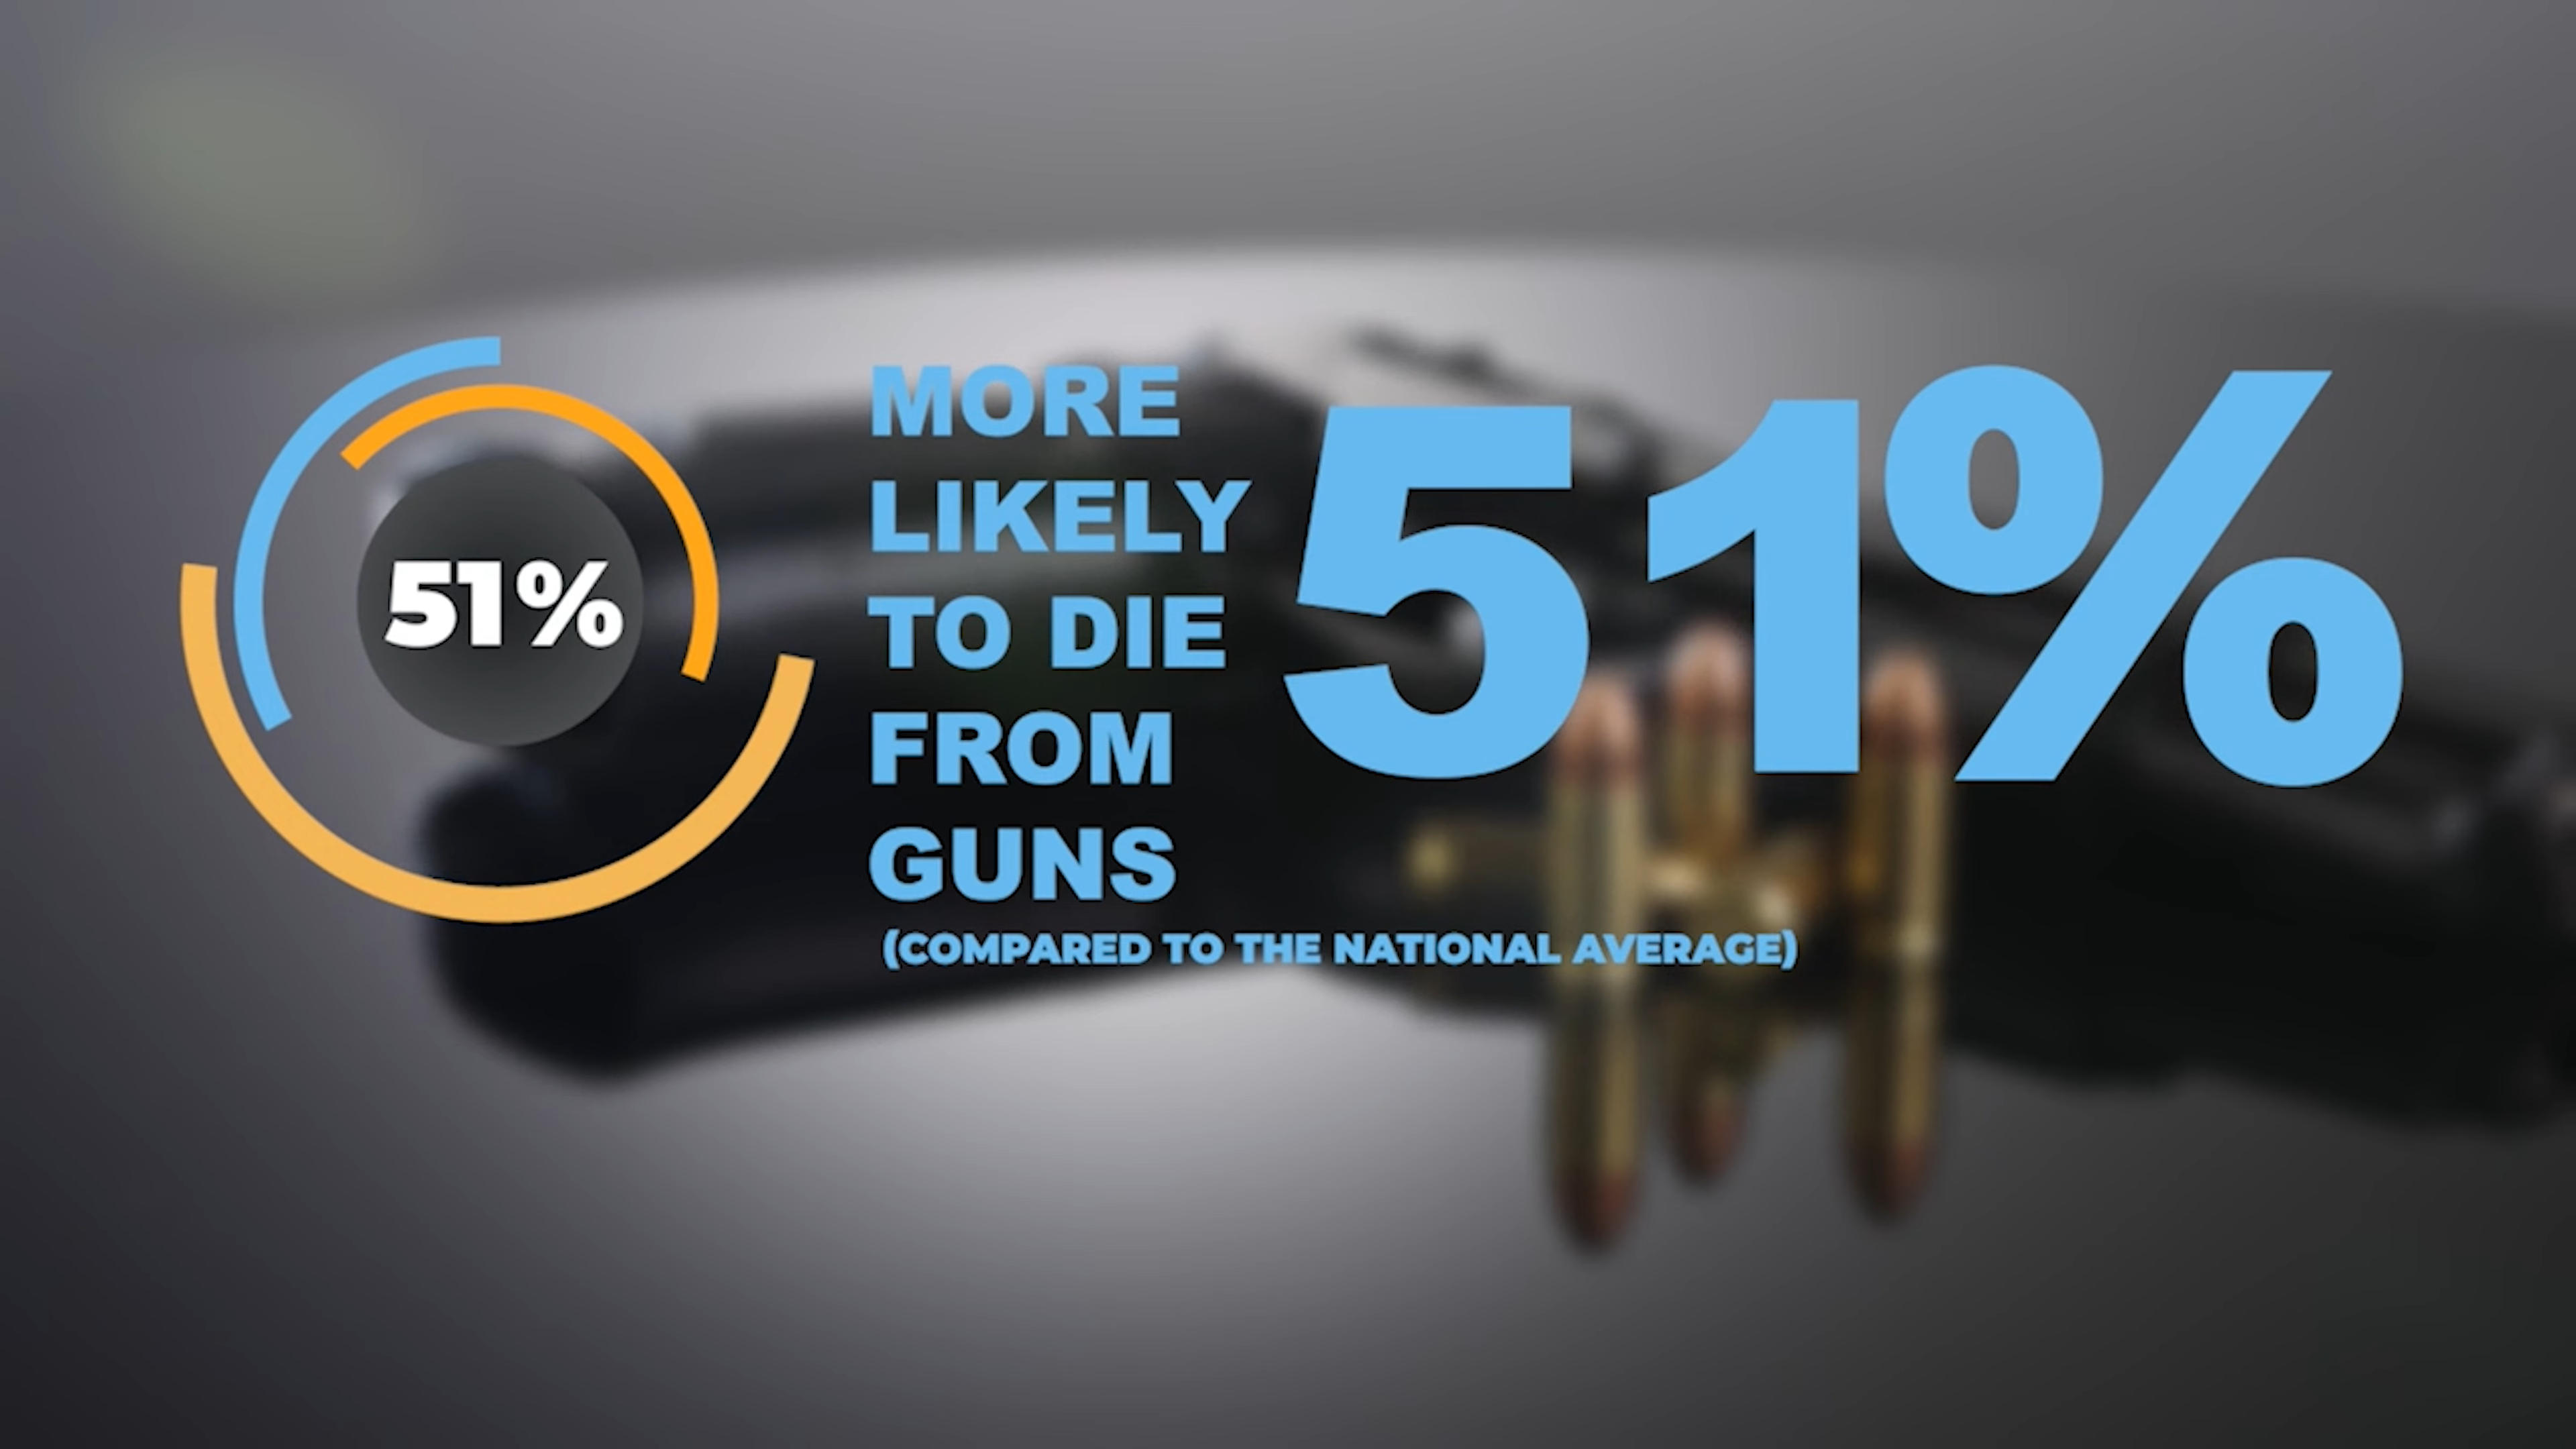 51%
MORE
LIKELY
TO DIE
FROM
GUNS
51%
(COMPARED TO THE NATIONAL AVERAGE)